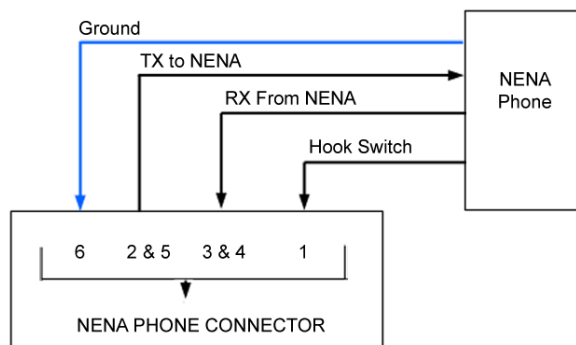 Ground
TX to NENA
RX From NENA
Hook Switch
NENA
Phone
6 2 & 5 3 & 4 1
NENA PHONE CONNECTOR